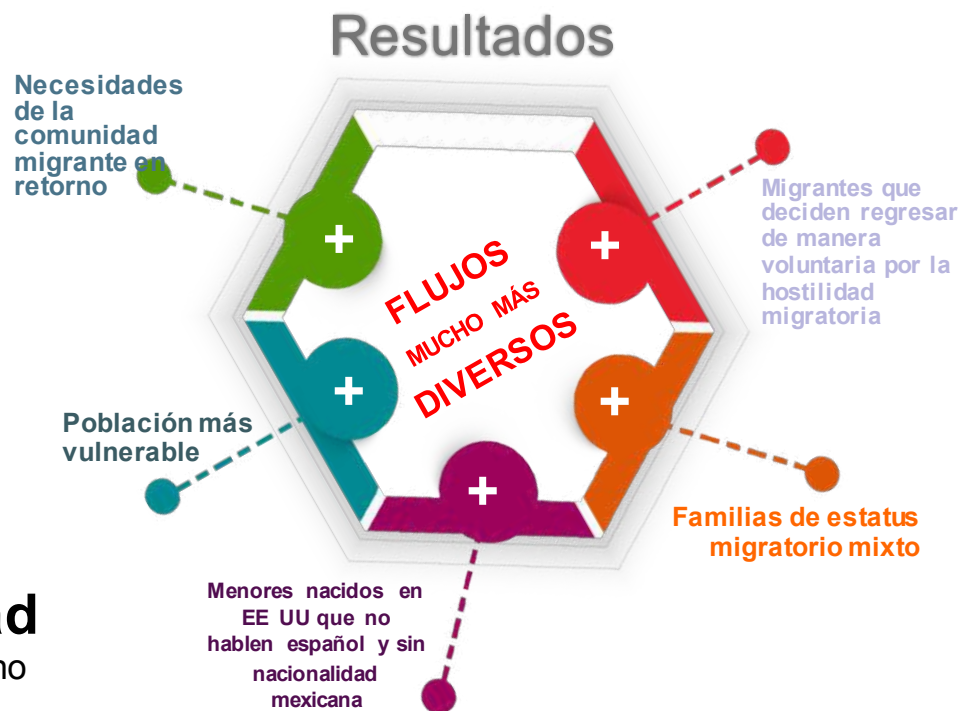 Resultados
Necesidades
de la
comunidad
migrante en
retorno
Migrantes que
deciden regresar
de manera
voluntaria por la
hostilidad
migratoria
+
+
FLUJOS
MUCHO MÁS
DIVERSOS
+
+
+
Población más
vulnerable
Familias de estatus
migratorio mixto
Menores nacidos en
EE UU que no
hablen español y sin
nacionalidad
mexicana